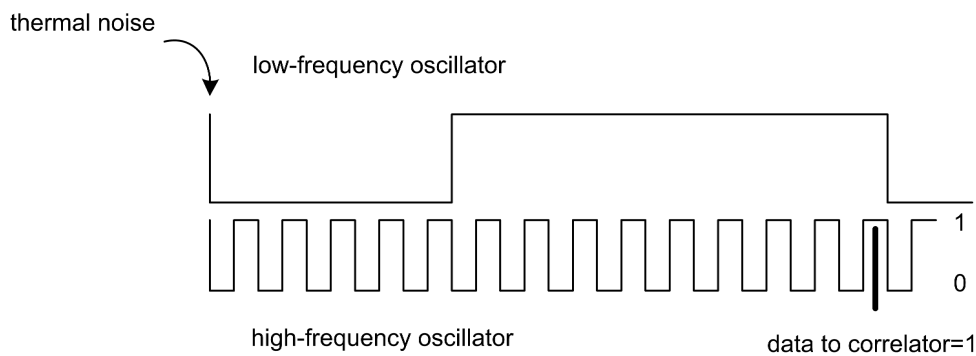 thermal noise
low-frequency oscillator
1
0
high-frequency oscillator
data to correlator=1